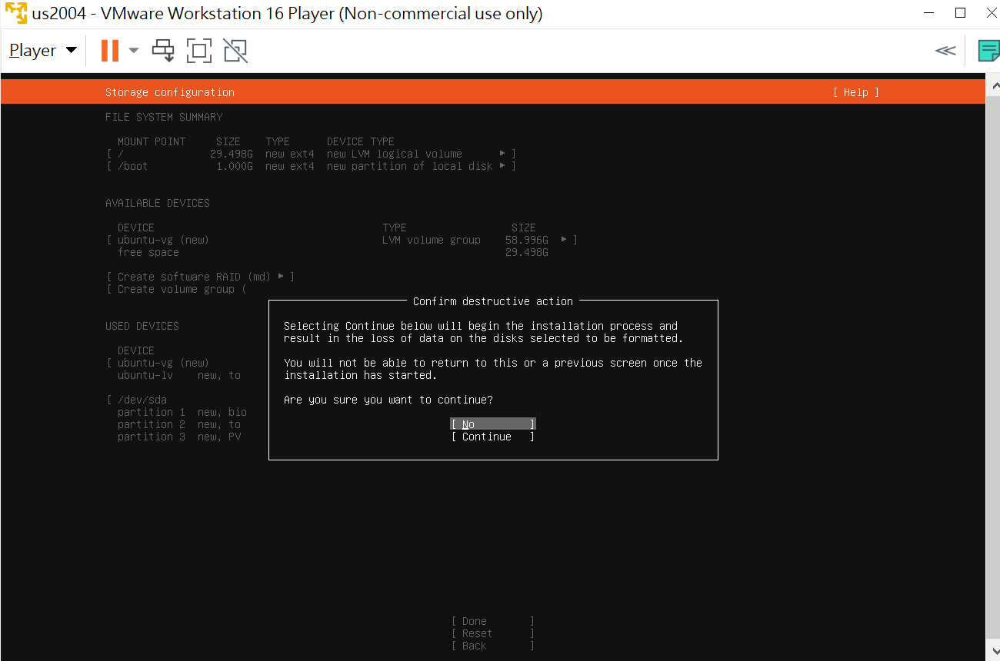 us2004 - VMware Workstation 16 Player (Non-commercial use only)
Player
Storage configuration [ Help ]
FILE SYSTEM SUMMARY
MOUNT POINT SIZE TYPE DEVICE TYPE
[ / 29.498G new ext4 new LVM logical volume ▸ ]
[ /boot 1.000G new ext4 new partition of local disk ▸ ]
AVAILABLE DEVICES
DEVICE TYPE SIZE
[ ubuntu-vg (new) LVM volume group 58.996G ▸ ]
free space 29.498G
[ Create software RAID (md) ▸ ]
[ Create volume group (
USED DEVICES
DEVICE
[ ubuntu-vg (new)
ubuntu-lv new, to
[ /dev/sda
partition 1 new, bio
partition 2 new, to
partition 3 new, PV
Confirm destructive action
Selecting Continue below will begin the installation process and
result in the loss of data on the disks selected to be formatted.
You will not be able to return to this or a previous screen once the
installation has started.
Are you sure you want to continue?
[ No ]
[ Continue ]
[ Done ]
[ Reset ]
[ Back ]